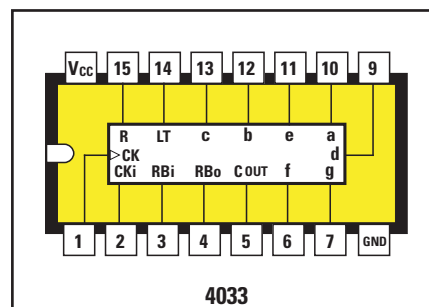 Vcc 15 14 13 12 11 10 9
R LT c b e a
CK d
CKi RBi RBo COUT f g
1 2 3 4 5 6 7 GND
4033